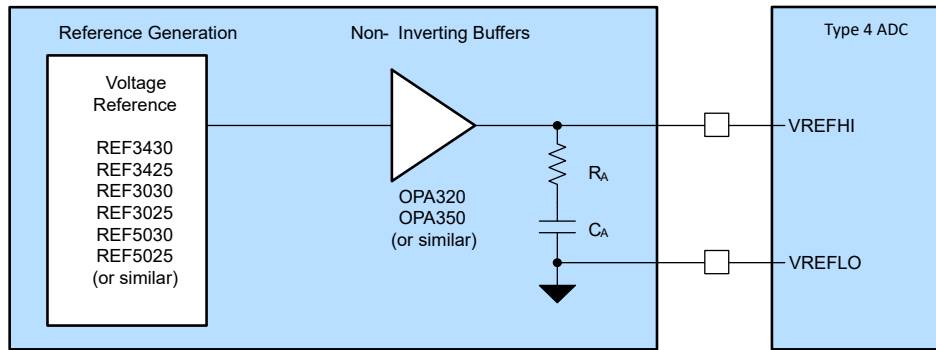 Reference Generation
Non- Inverting Buffers
Type 4 ADC
Voltage
Reference
REF3430
REF3425
REF3030
REF3025
REF5030
REF5025
(or similar)
OPA320
OPA350
(or similar)
RA
CA
VREFHI
VREFLO